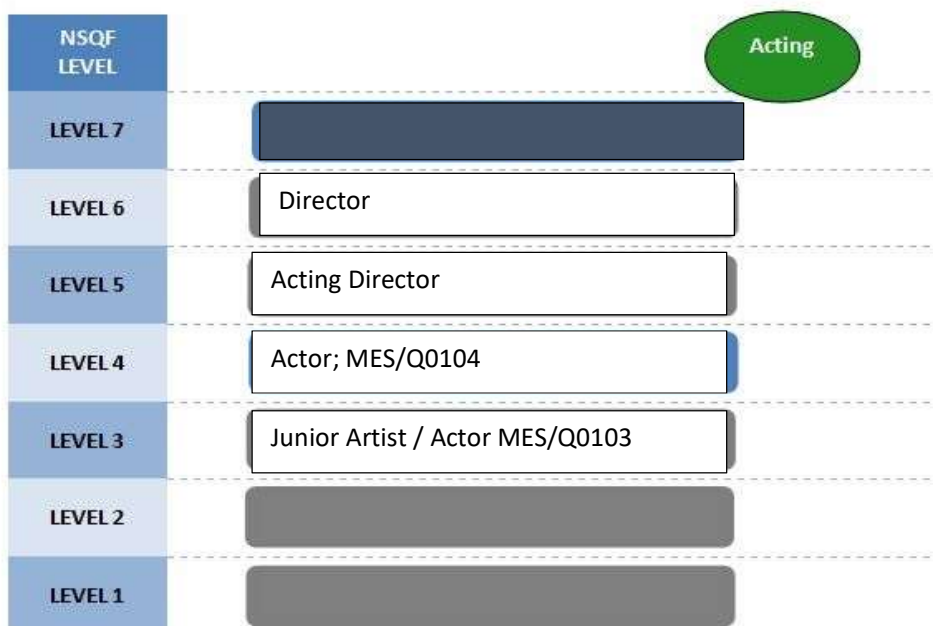 NSQF
LEVEL
Acting
LEVEL 7
LEVEL 6
Director
LEVEL 5
Acting Director
LEVEL 4
Actor; MES/Q0104
LEVEL 3
Junior Artist / Actor MES/Q0103
LEVEL 2
LEVEL 1